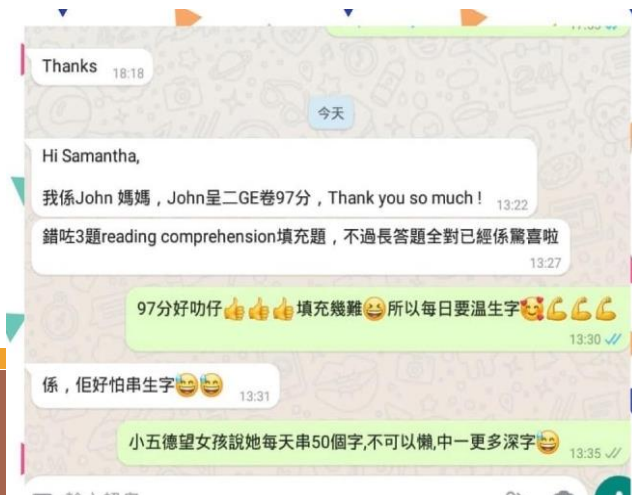 Thanks 18:18
今天
Hi Samantha,
我係John 媽媽，John呈二GE卷97分，Thank you so much ! 13:22
錯咗3題reading comprehension填充題，不過長答題全對已經係驚喜啦
13:27
97分好叻仔👍👍👍填充幾難😆所以每日要温生字🥰💪💪💪
13:30
係，佢好怕串生字😅😅 13:31
小五德望女孩說她每天串50個字,不可以懶,中一更多深字😅
13:35